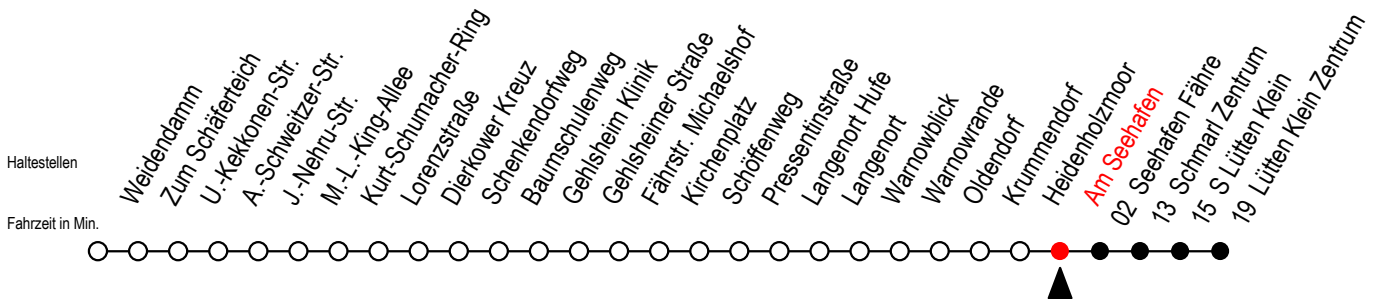 Haltestellen
Fahrzeit in Min.
Weidendamm
Zum Schäferteich
U.-Kekkonen-Str.
A.-Schweitzer-Str.
J.-Nehru-Str.
M.-L.-King-Allee
Kurt-Schumacher-Ring
Lorenzstraße
Dierkower Kreuz
Schenkendorfweg
Baumschulenweg
Gehlsheim Klinik
Gehlsheimer Straße
Fährstr. Michaelshof
Kirchenplatz
Schöffenweg
Pressentinstraße
Langenort Hufe
Langenort
Warnowblick
Warnowrande
Oldendorf
Krummendorf
Heidenholzmoor
Am Seehafen
02 Seehafen Fähre
13 Schmarl Zentrum
15 S Lütten Klein
19 Lütten Klein Zentrum